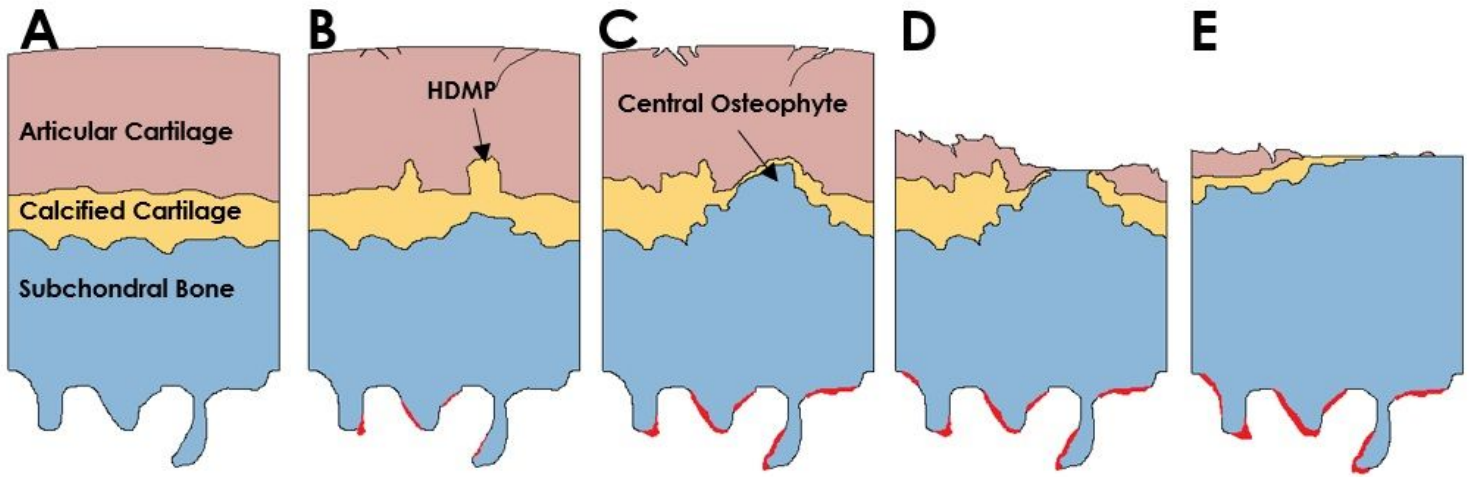 A
B
C
D
E
HDMP
Central Osteophyte
Articular Cartilage
Calcified Cartilage
Subchondral Bone